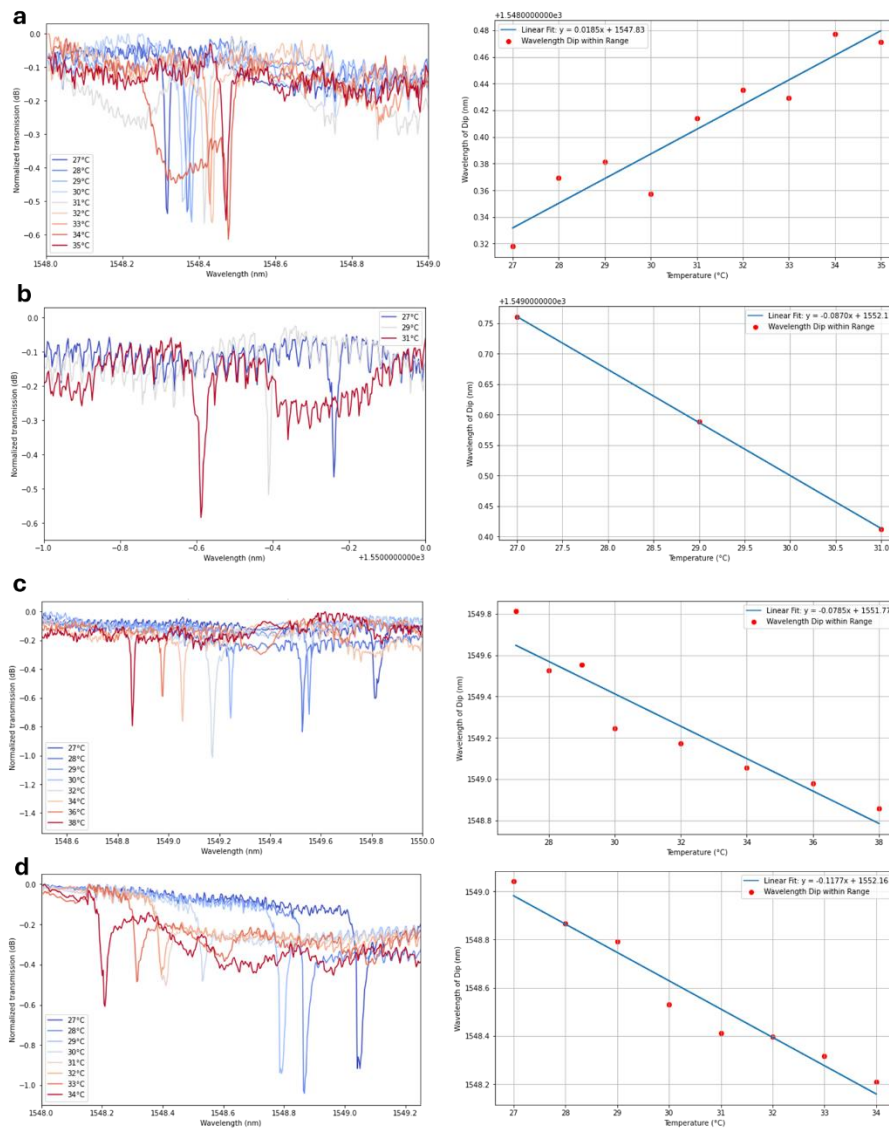 a
0.0
-0.1
-0.2
-0.3
-0.4
-0.5
-0.6
Normalized transmission (dB)
27°C
28°C
29°C
30°C
31°C
32°C
33°C
34°C
35°C
1548.0
1548.2
1548.4
1548.6
1548.8
1549.0
Wavelength (nm)
+1.5480000000e3
0.48
0.46
0.44
0.42
0.40
0.38
0.36
0.34
0.32
Wavelength of Dip (nm)
Linear Fit: y = 0.0185x + 1547.83
Wavelength Dip within Range
27
28
29
30
31
32
33
34
35
Temperature (°C)
b
0.0
-0.1
-0.2
-0.3
-0.4
-0.5
-0.6
Normalized transmission (dB)
27°C
29°C
31°C
-1.0
-0.8
-0.6
-0.4
-0.2
0.0
Wavelength (nm)
+1.5500000000e3
+1.5490000000e3
0.75
0.70
0.65
0.60
0.55
0.50
0.45
0.40
Wavelength of Dip (nm)
Linear Fit: y = -0.0870x + 1552.1
Wavelength Dip within Range
27.0
27.5
28.0
28.5
29.0
29.5
30.0
30.5
31.0
Temperature (°C)
c
0.0
-0.2
-0.4
-0.6
-0.8
-1.0
-1.2
-1.4
Normalized transmission (dB)
27°C
28°C
29°C
30°C
32°C
34°C
36°C
38°C
1548.6
1548.8
1549.0
1549.2
1549.4
1549.6
1549.8
1550.0
Wavelength (nm)
1549.8
1549.6
1549.4
1549.2
1549.0
1548.8
Wavelength of Dip (nm)
Linear Fit: y = -0.0785x + 1551.77
Wavelength Dip within Range
28
30
32
34
36
38
Temperature (°C)
d
0.0
-0.2
-0.4
-0.6
-0.8
-1.0
Normalized transmission (dB)
27°C
28°C
29°C
30°C
31°C
32°C
33°C
34°C
1548.0
1548.2
1548.4
1548.6
1548.8
1549.0
1549.2
Wavelength (nm)
1549.0
1548.8
1548.6
1548.4
1548.2
Wavelength of Dip (nm)
Linear Fit: y = -0.1177x + 1552.16
Wavelength Dip within Range
27
28
29
30
31
32
33
34
Temperature (°C)